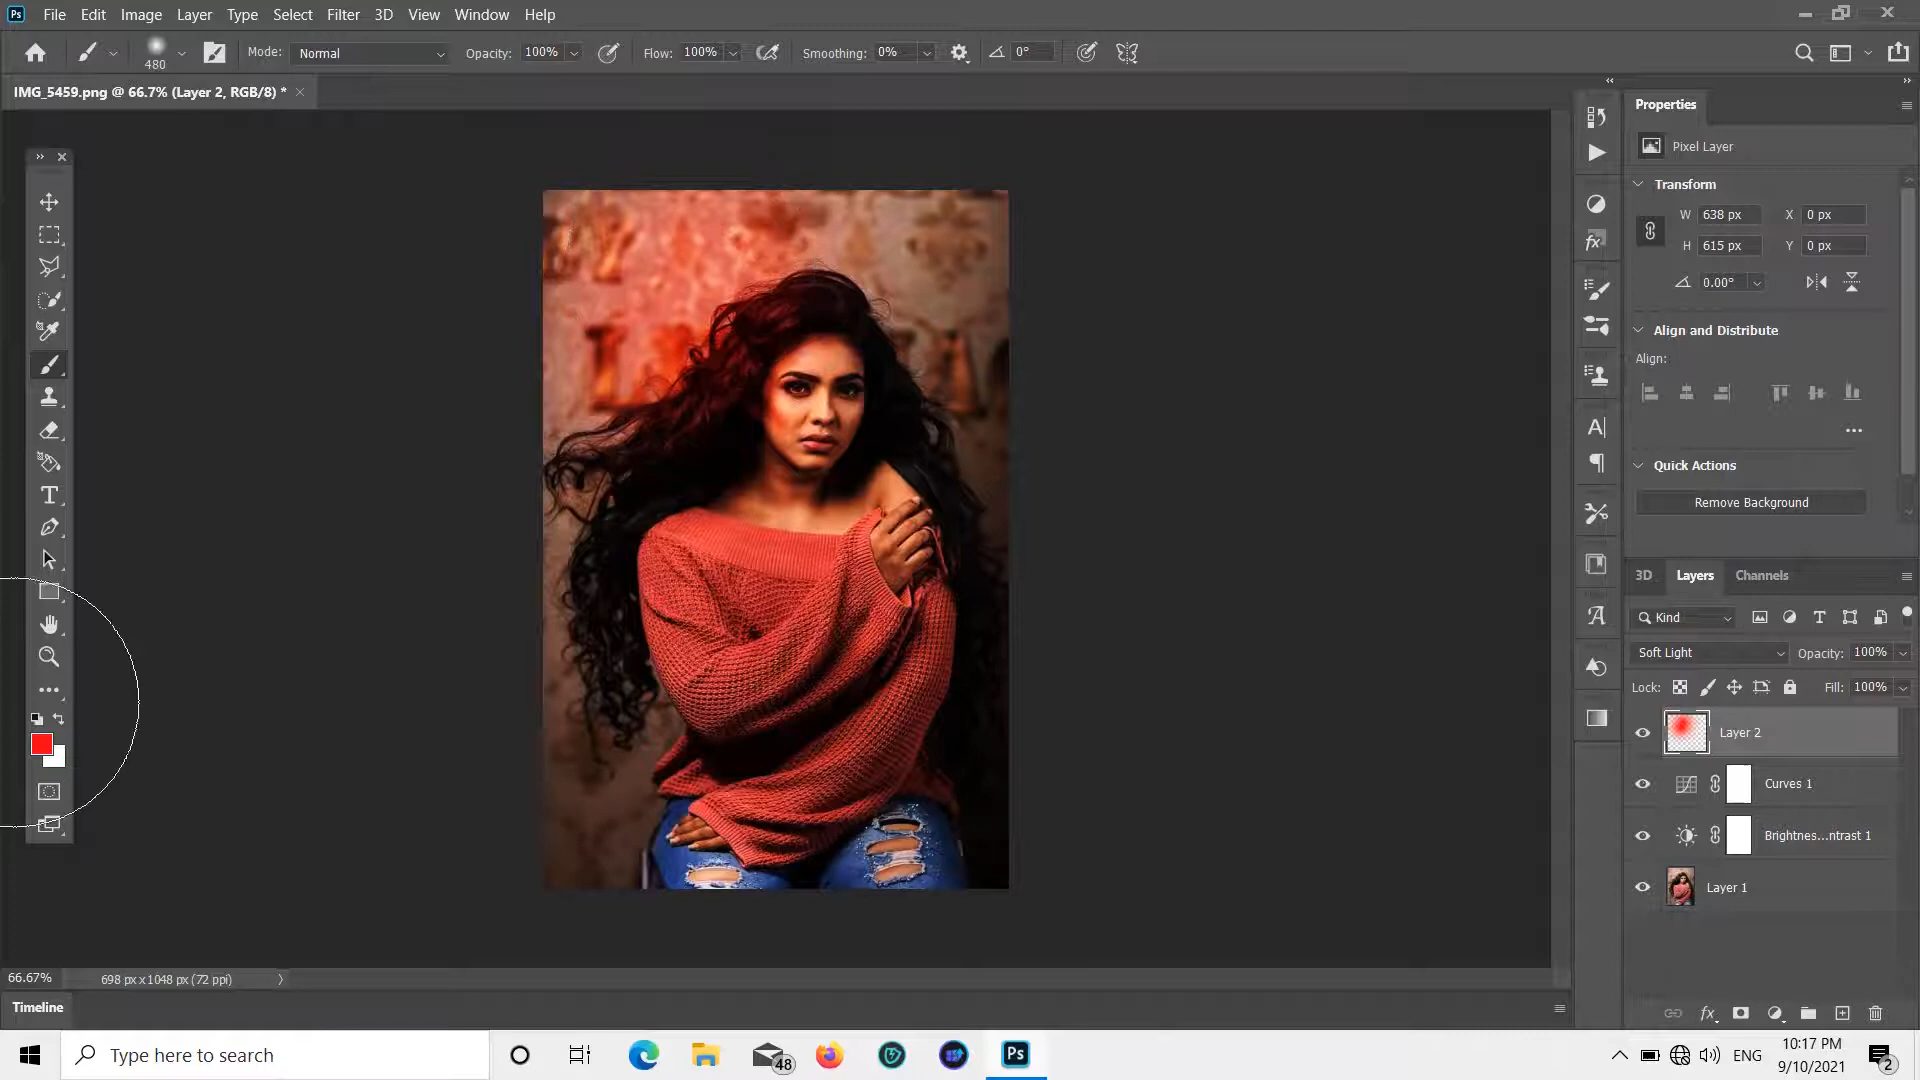 Ps File Edit Image Layer Type Select Filter 3D View Window Help
480 Mode: Normal Opacity: 100% Flow: 100% Smoothing: 0% 0°
IMG_5459.png @ 66.7% (Layer 2, RGB/8) *
Properties
Pixel Layer
Transform
W 638 px X 0 px
H 615 px Y 0 px
0.00°
Align and Distribute
Align:
Quick Actions
Remove Background
3D Layers Channels
Kind
Soft Light Opacity: 100%
Lock: Fill: 100%
Layer 2
Curves 1
Brightnes...ntrast 1
Layer 1
66.67% 698 px x 1048 px (72 ppi)
Timeline
Type here to search
48
Ps
ENG
10:17 PM
9/10/2021
2